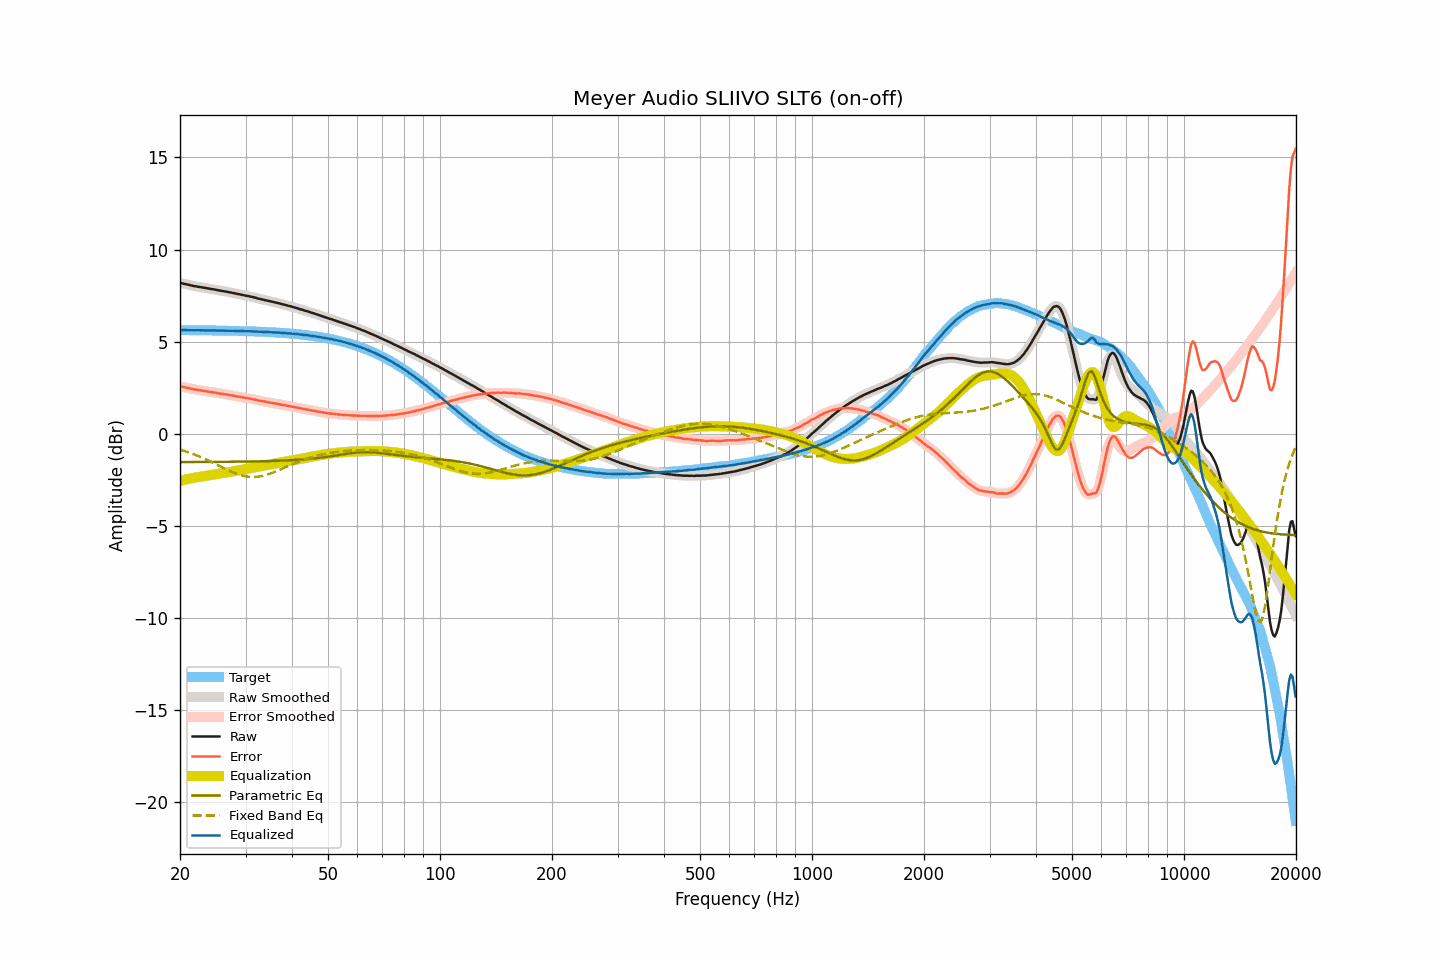 Meyer Audio SLIIVO SLT6 (on-off)
Amplitude (dBr)
15
10
5
0
−5
−10
−15
−20
Target
Raw Smoothed
Error Smoothed
Raw
Error
Equalization
Parametric Eq
Fixed Band Eq
Equalized
20 50 100 200 500 1000 2000 5000 10000 20000
Frequency (Hz)